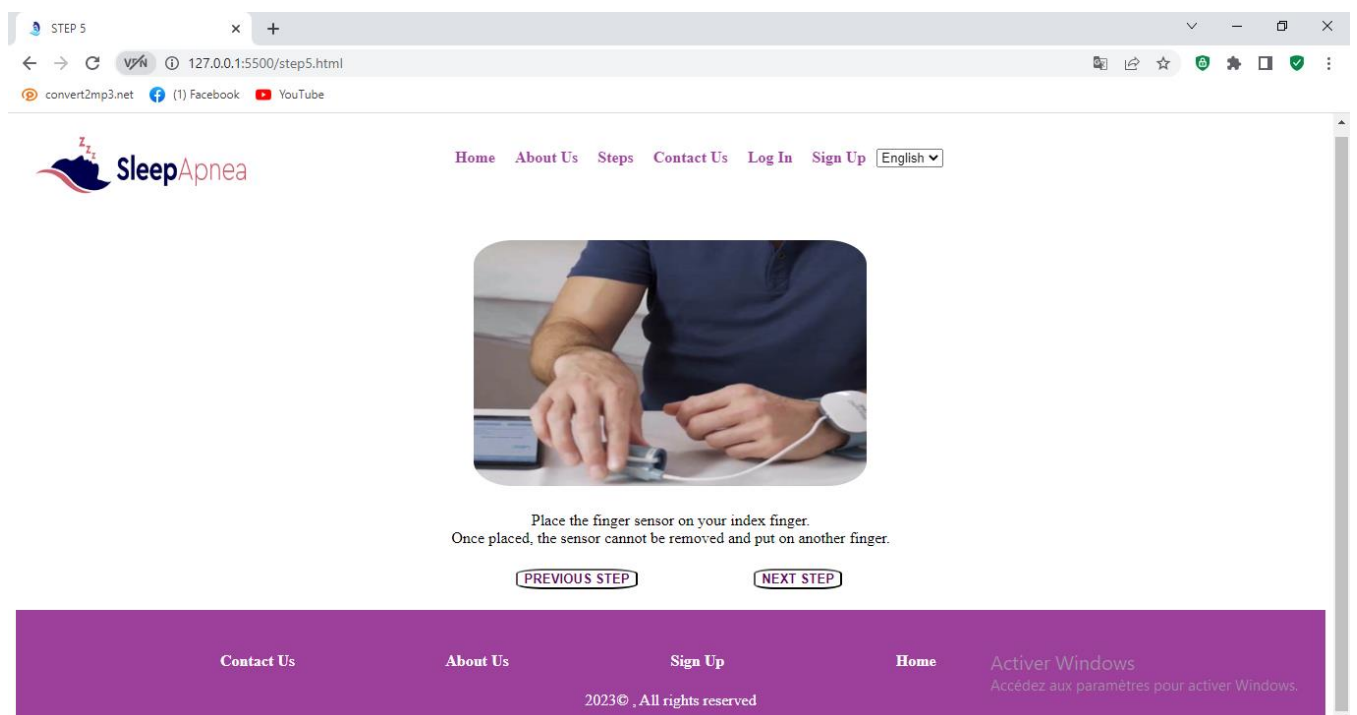 STEP 5
VPN 127.0.0.1:5500/step5.html
convert2mp3.net (1) Facebook YouTube
z z z
SleepApnea
Home About Us Steps Contact Us Log In Sign Up English
Place the finger sensor on your index finger.
Once placed, the sensor cannot be removed and put on another finger.
PREVIOUS STEP NEXT STEP
Contact Us About Us Sign Up Home
Activer Windows
Accédez aux paramètres pour activer Windows.
2023© , All rights reserved